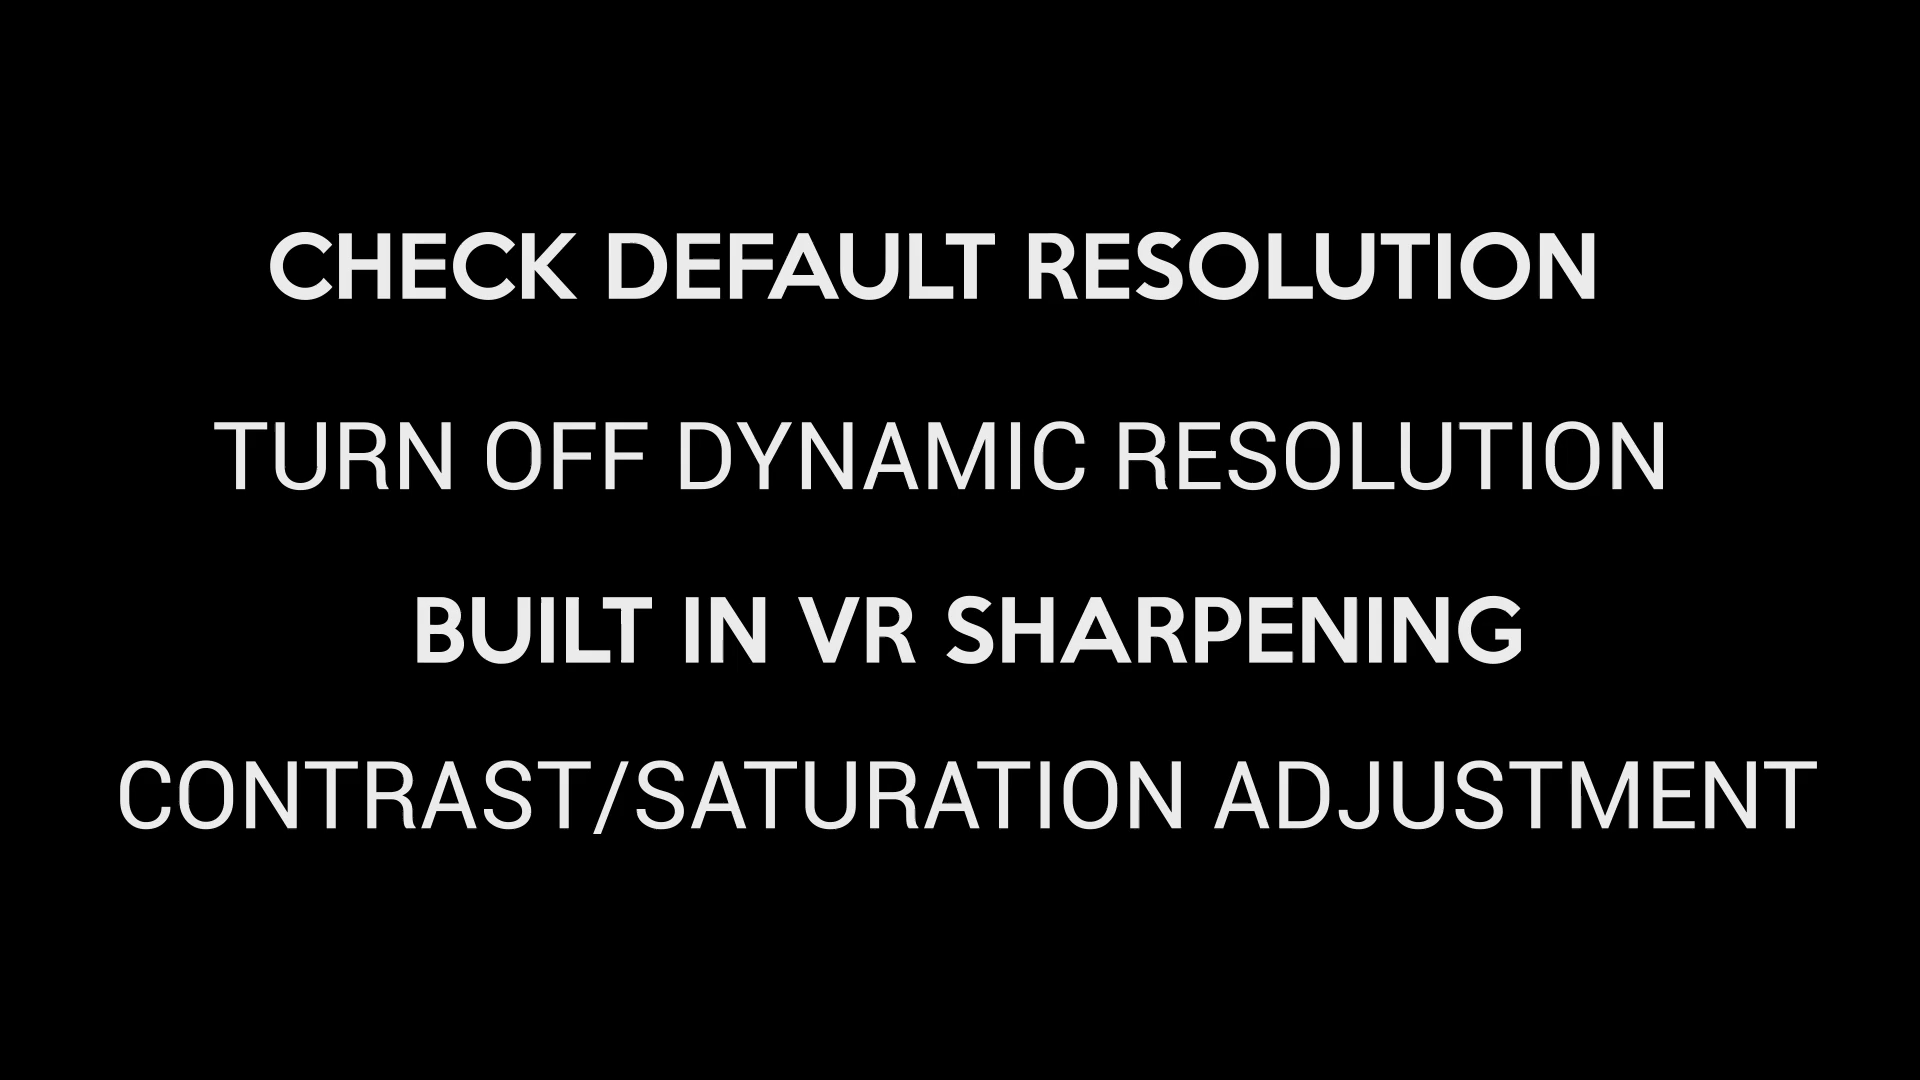 CHECK DEFAULT RESOLUTION
TURN OFF DYNAMIC RESOLUTION
BUILT IN VR SHARPENING
CONTRAST/SATURATION ADJUSTMENT